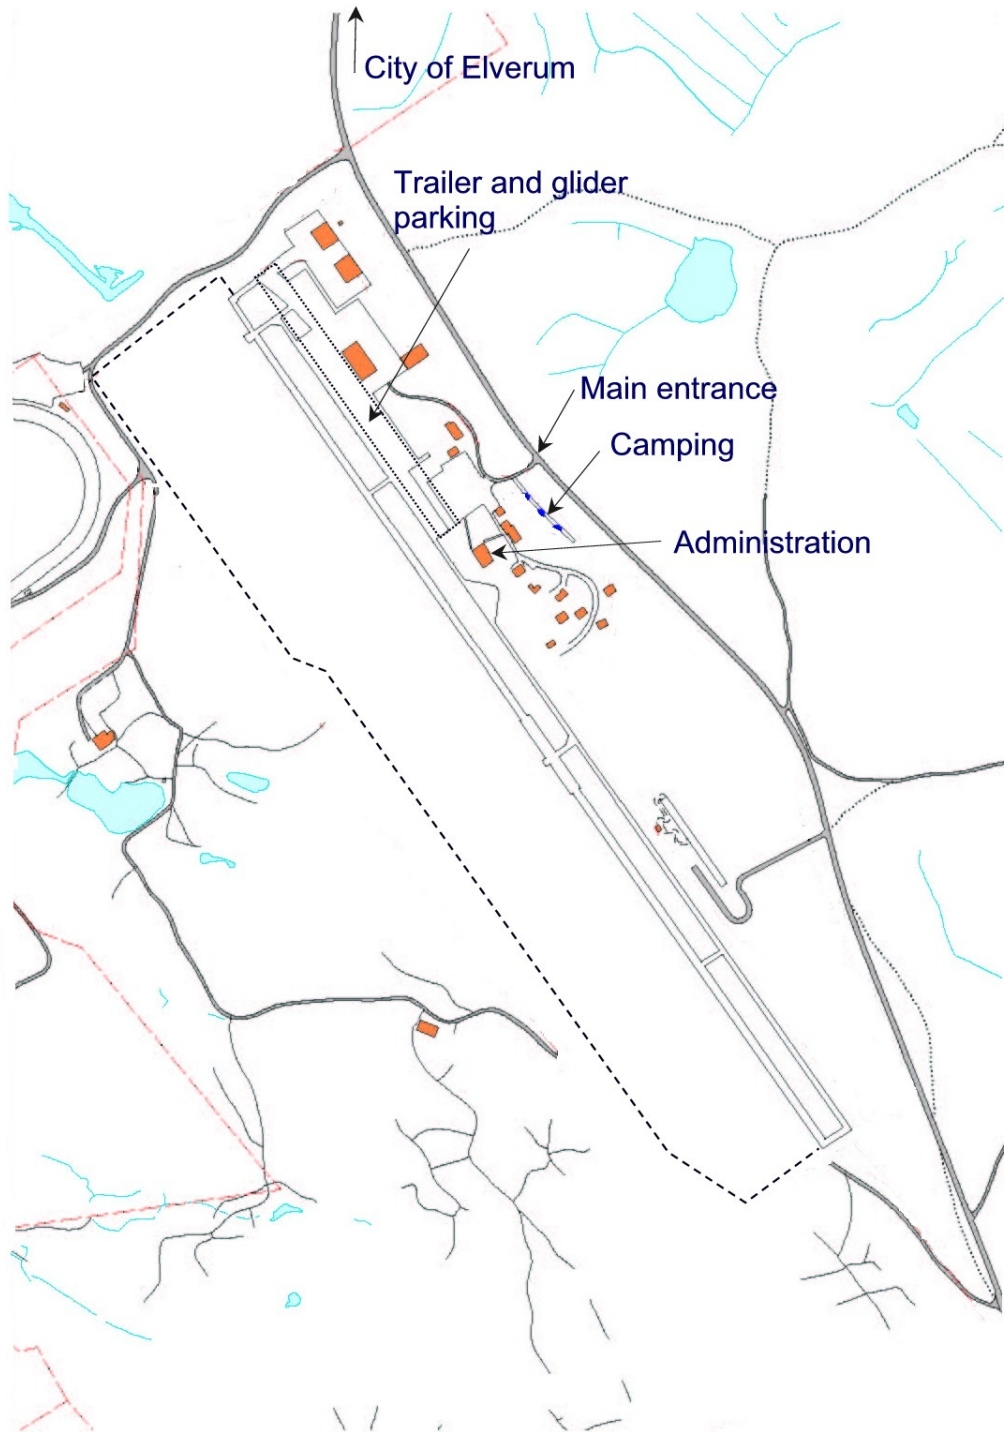 City of Elverum
Trailer and glider
parking
Main entrance
Camping
Administration